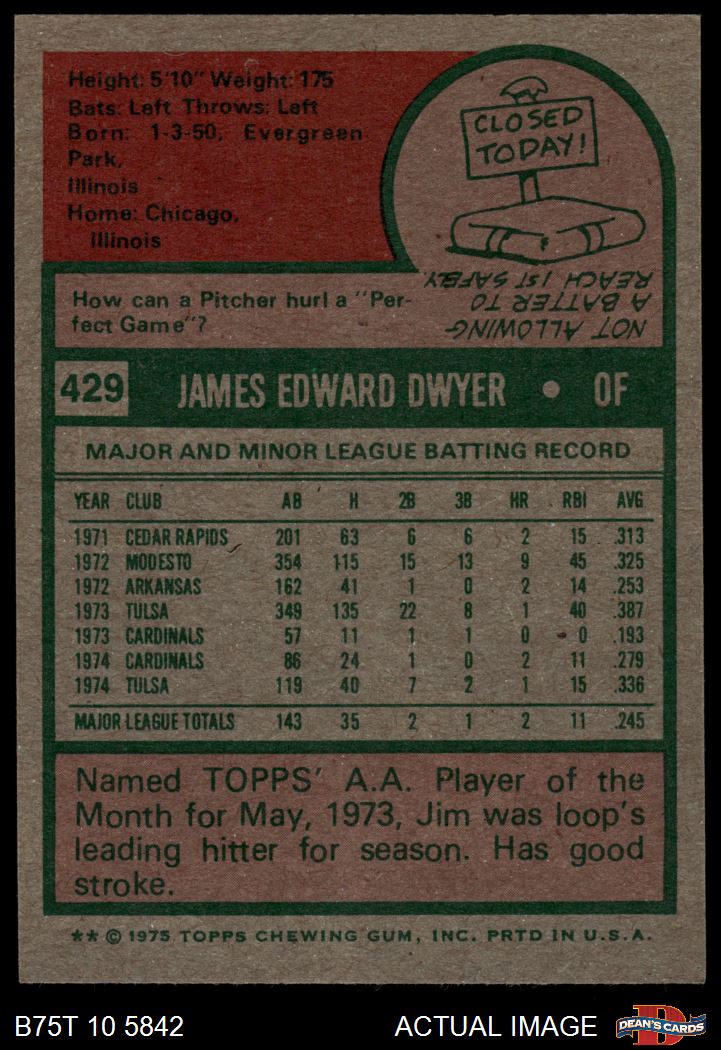 Height: 5'10" Weight: 175
Bats: Left Throws: Left
Born: 1-3-50, Evergreen
Park,
Illinois
Home: Chicago,
Illinois
CLOSED
TODAY!
How can a Pitcher hurl a "Per-
fect Game"?
NOT ALLOWING
A BATTER TO
REACH 1ST SAFELY.
429 JAMES EDWARD DWYER • OF
MAJOR AND MINOR LEAGUE BATTING RECORD
YEAR CLUB AB H 2B 3B HR RBI AVG
1971 CEDAR RAPIDS 201 63 6 6 2 15 .313
1972 MODESTO 354 115 15 13 9 45 .325
1972 ARKANSAS 162 41 1 0 2 14 .253
1973 TULSA 349 135 22 8 1 40 .387
1973 CARDINALS 57 11 1 1 0 0 .193
1974 CARDINALS 86 24 1 0 2 11 .279
1974 TULSA 119 40 7 2 1 15 .336
MAJOR LEAGUE TOTALS 143 35 2 1 2 11 .245
Named TOPPS' A.A. Player of the
Month for May, 1973, Jim was loop's
leading hitter for season. Has good
stroke.
** © 1975 TOPPS CHEWING GUM, INC. PRTD IN U.S.A.
B75T 10 5842 ACTUAL IMAGE D DEAN'S CARDS